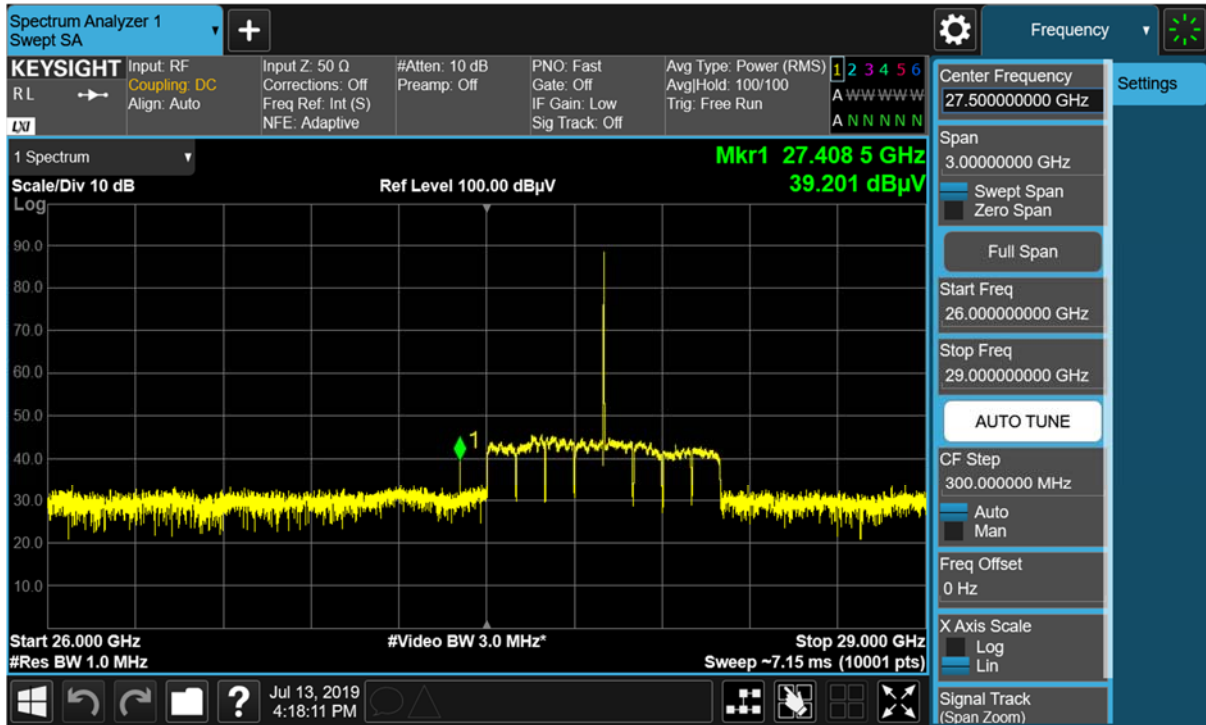 Spectrum Analyzer 1
Swept SA
Frequency
KEYSIGHT
R L
LXI
Input: RF
Coupling: DC
Align: Auto
Input Z: 50 Ω
Corrections: Off
Freq Ref: Int (S)
NFE: Adaptive
#Atten: 10 dB
Preamp: Off
PNO: Fast
Gate: Off
IF Gain: Low
Sig Track: Off
Avg Type: Power (RMS)
Avg|Hold: 100/100
Trig: Free Run
1 2 3 4 5 6
A W W W W W
A N N N N N
1 Spectrum
Scale/Div 10 dB
Log
Ref Level 100.00 dBµV
Mkr1 27.408 5 GHz
39.201 dBµV
90.0
80.0
70.0
60.0
50.0
1
40.0
30.0
20.0
10.0
Start 26.000 GHz
#Res BW 1.0 MHz
#Video BW 3.0 MHz*
Stop 29.000 GHz
Sweep ~7.15 ms (10001 pts)
?
Jul 13, 2019
4:18:11 PM
Center Frequency
27.500000000 GHz
Settings
Span
3.00000000 GHz
Swept Span
Zero Span
Full Span
Start Freq
26.000000000 GHz
Stop Freq
29.000000000 GHz
AUTO TUNE
CF Step
300.000000 MHz
Auto
Man
Freq Offset
0 Hz
X Axis Scale
Log
Lin
Signal Track
(Span Zoom)